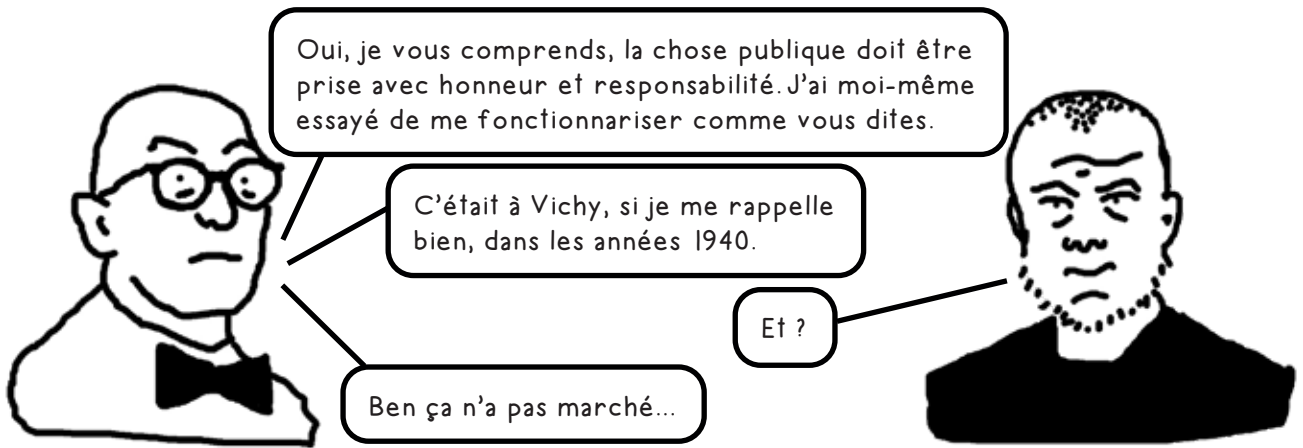 Oui, je vous comprends, la chose publique doit être
prise avec honneur et responsabilité. J'ai moi-même
essayé de me fonctionnariser comme vous dites.
C'était à Vichy, si je me rappelle
bien, dans les années 1940.
Et ?
Ben ça n'a pas marché...